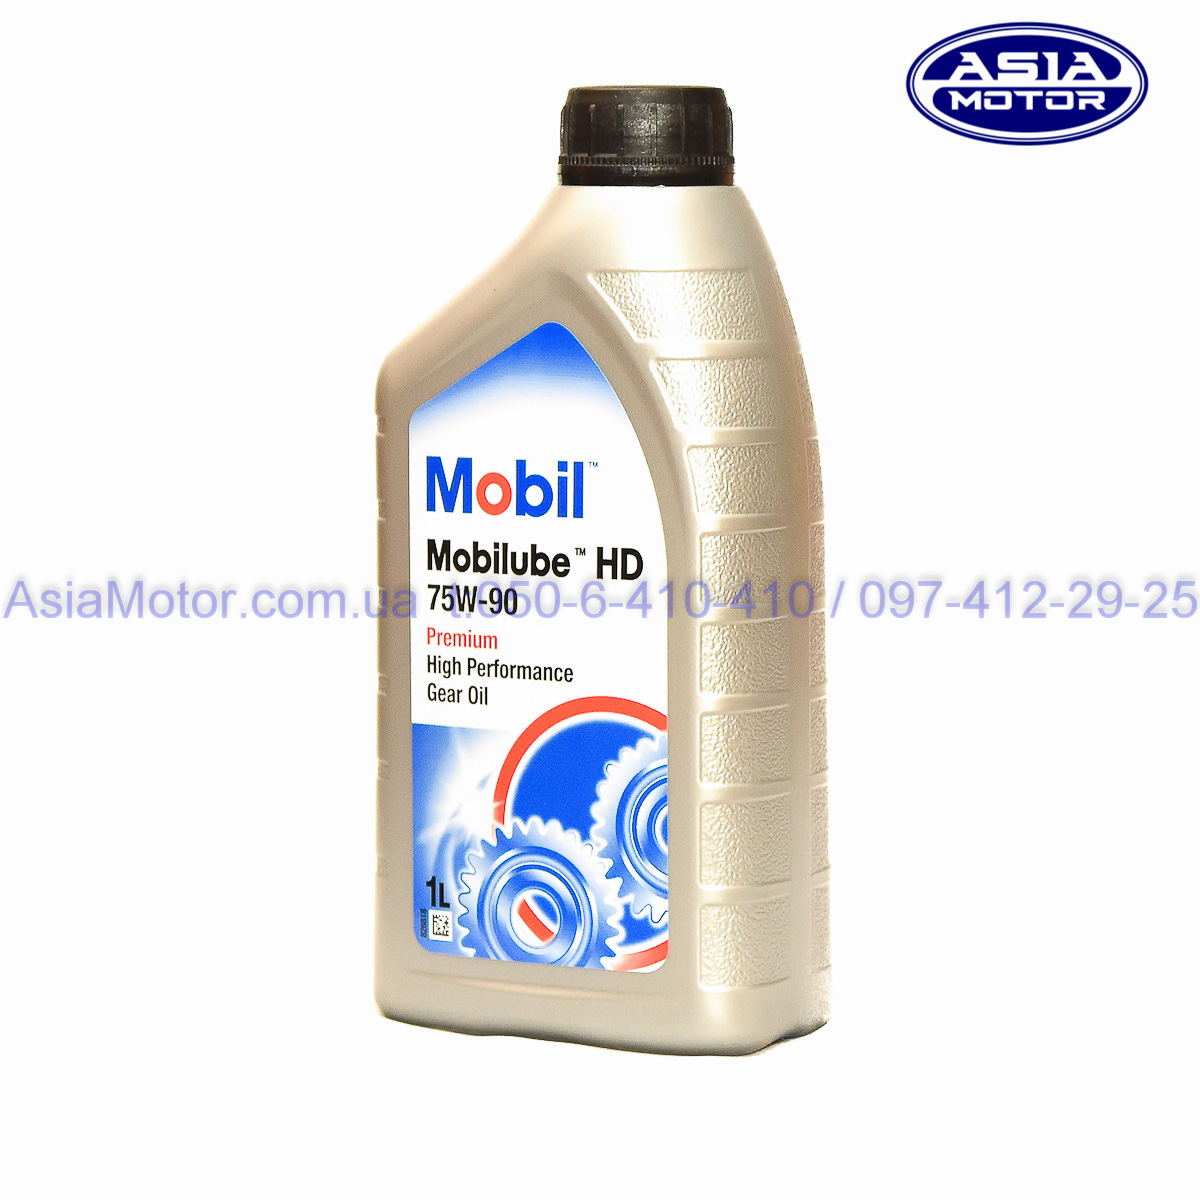 ASIA
MOTOR
Mobil™
Mobilube™ HD
AsiaMotor.com.ua t.050-6-410-410 / 097-412-29-25
75W-90
Premium
High Performance
Gear Oil
1L